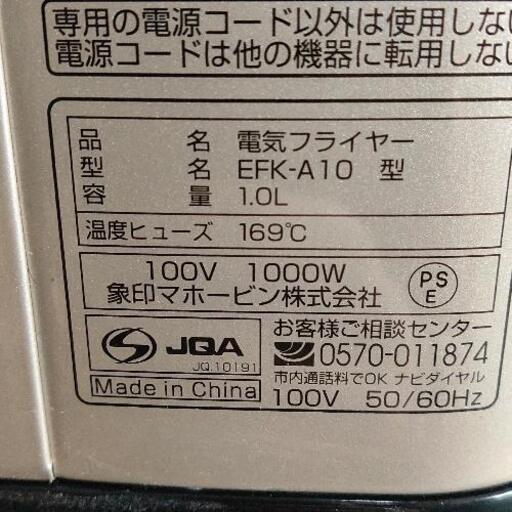 専用の電源コード以外は使用しない
電源コードは他の機器に転用しない
品 名 電気フライヤー
型 名 EFK-A10 型
容 量 1.0L
温度ヒューズ 169℃
100V 1000W
象印マホービン株式会社
PS
E
JQA
JQ.10191
Made in China
お客様ご相談センター
0570-011874
市内通話料でOK ナビダイヤル
100V 50/60Hz